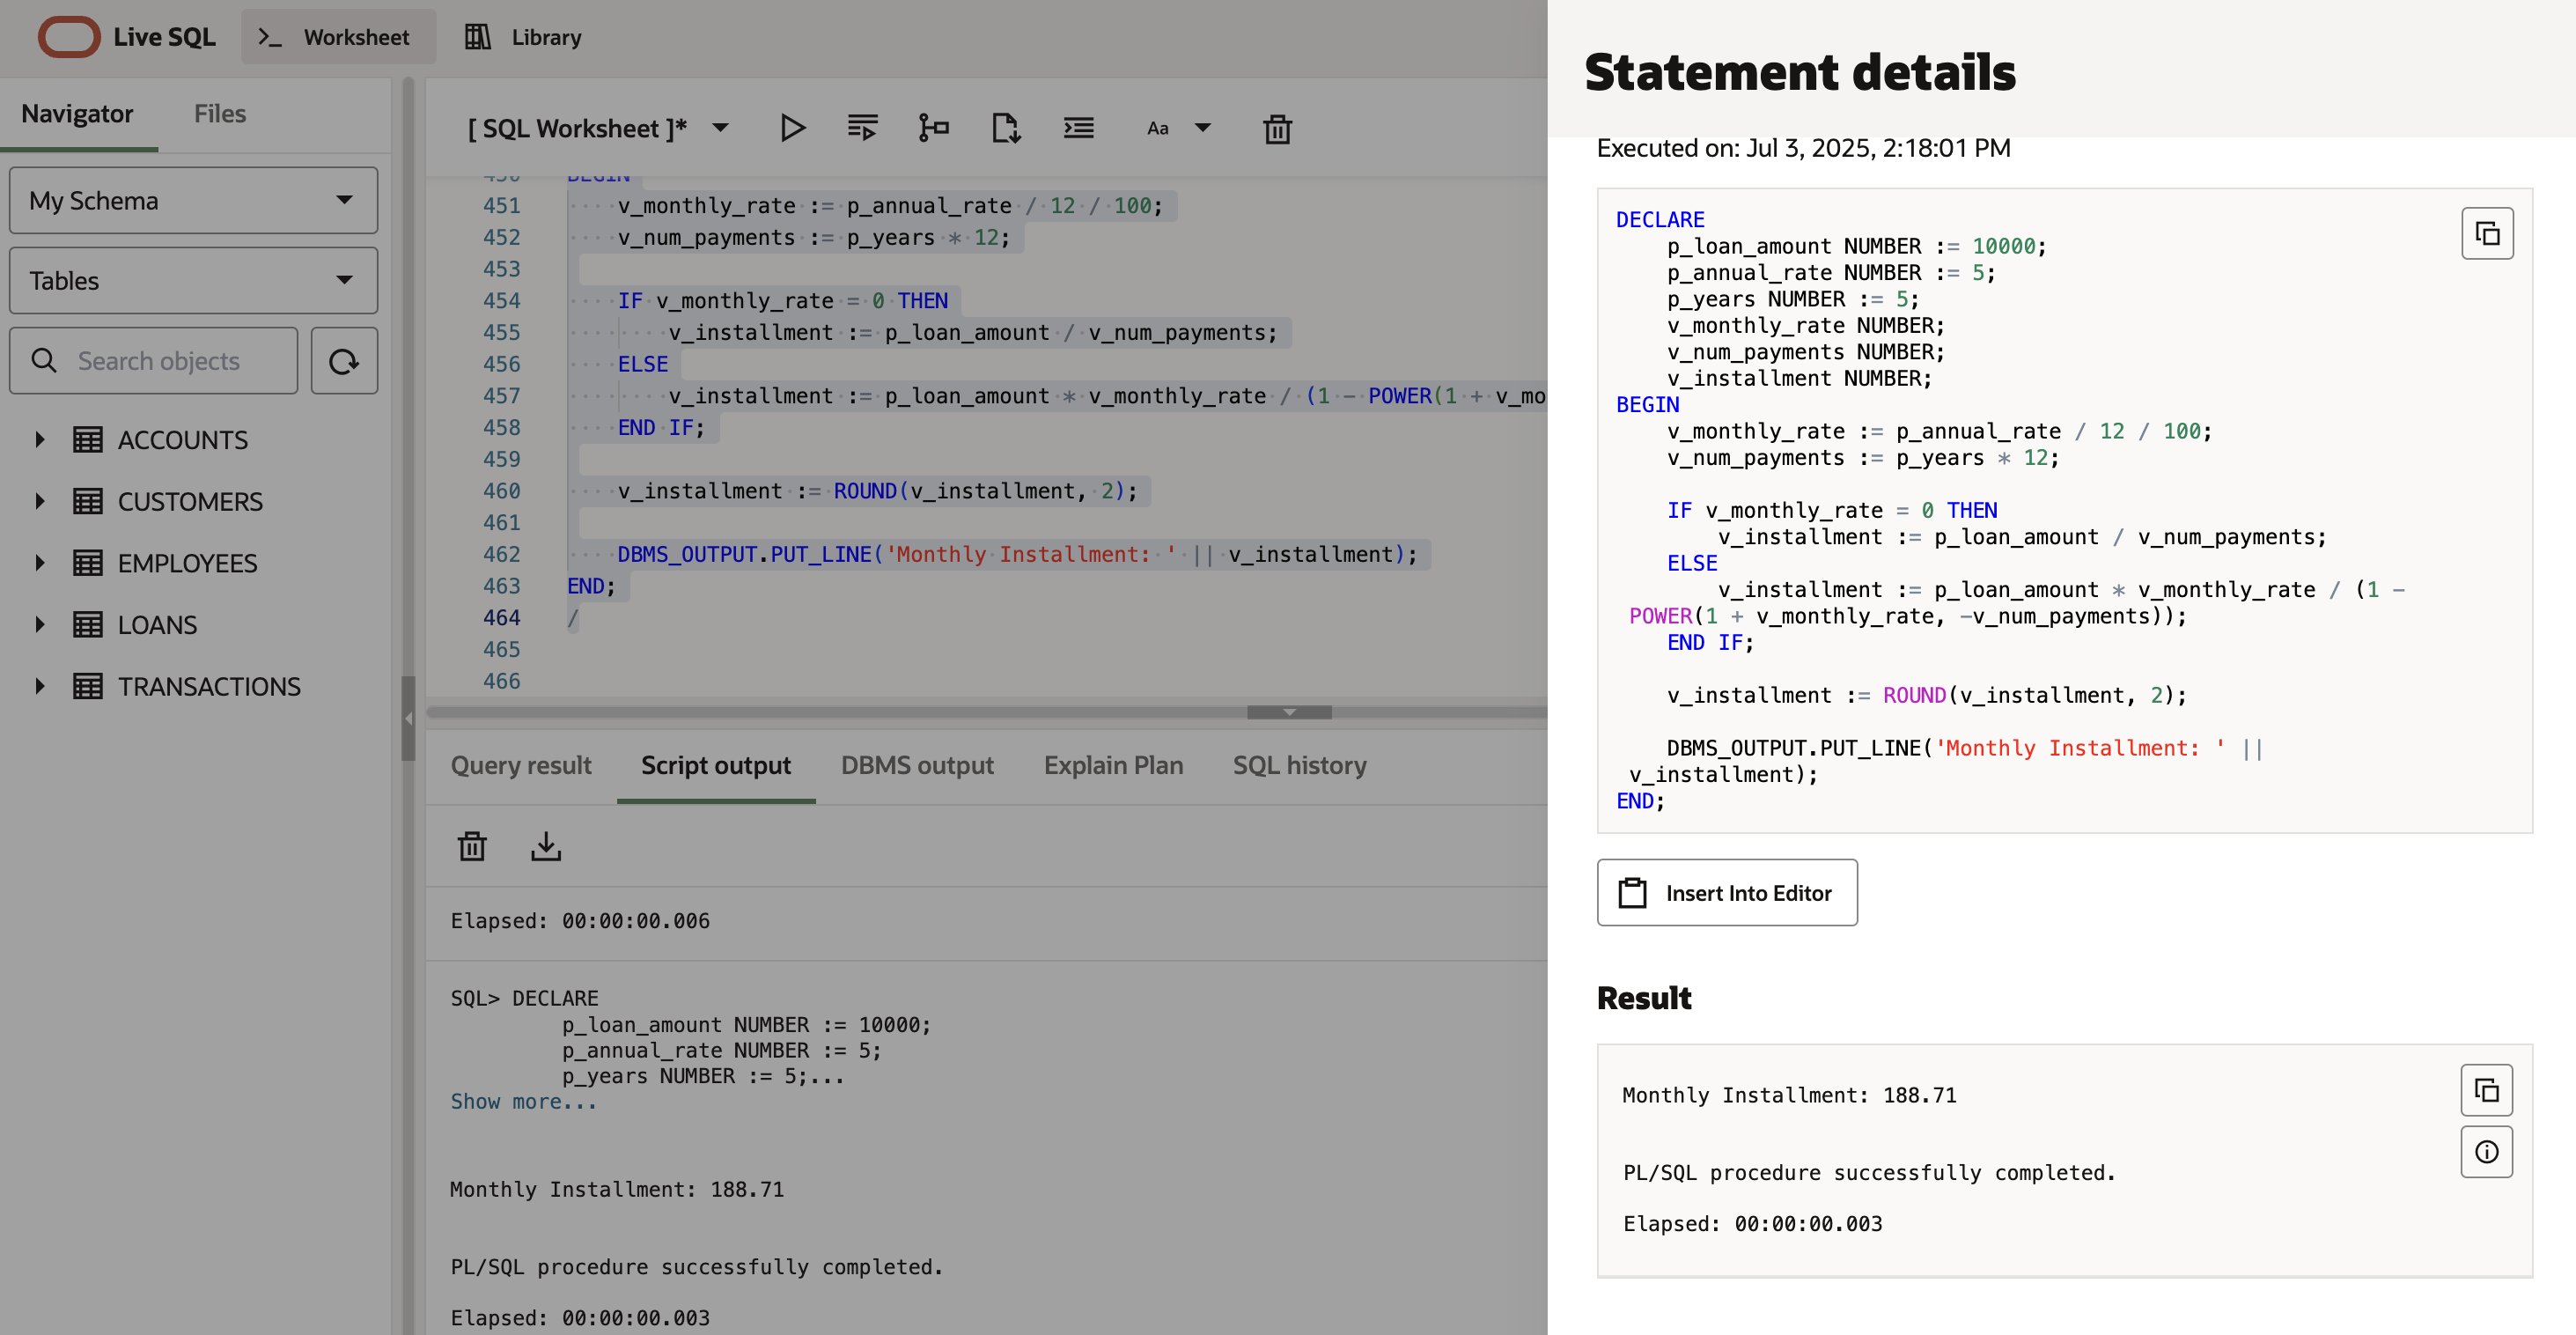 Live SQL
>_ Worksheet
Library
Navigator
Files
My Schema
Tables
Search objects
ACCOUNTS
CUSTOMERS
EMPLOYEES
LOANS
TRANSACTIONS
[ SQL Worksheet ]*
Aa
450 BEGIN
451 v_monthly_rate := p_annual_rate / 12 / 100;
452 v_num_payments := p_years * 12;
453
454 IF v_monthly_rate = 0 THEN
455 v_installment := p_loan_amount / v_num_payments;
456 ELSE
457 v_installment := p_loan_amount * v_monthly_rate / (1 - POWER(1 + v_mo
458 END IF;
459
460 v_installment := ROUND(v_installment, 2);
461
462 DBMS_OUTPUT.PUT_LINE('Monthly Installment: ' || v_installment);
463 END;
464 /
465
466
Query result
Script output
DBMS output
Explain Plan
SQL history
Elapsed: 00:00:00.006
SQL> DECLARE
p_loan_amount NUMBER := 10000;
p_annual_rate NUMBER := 5;
p_years NUMBER := 5;...
Show more...
Monthly Installment: 188.71
PL/SQL procedure successfully completed.
Elapsed: 00:00:00.003
Statement details
Executed on: Jul 3, 2025, 2:18:01 PM
DECLARE
p_loan_amount NUMBER := 10000;
p_annual_rate NUMBER := 5;
p_years NUMBER := 5;
v_monthly_rate NUMBER;
v_num_payments NUMBER;
v_installment NUMBER;
BEGIN
v_monthly_rate := p_annual_rate / 12 / 100;
v_num_payments := p_years * 12;
IF v_monthly_rate = 0 THEN
v_installment := p_loan_amount / v_num_payments;
ELSE
v_installment := p_loan_amount * v_monthly_rate / (1 -
POWER(1 + v_monthly_rate, -v_num_payments));
END IF;
v_installment := ROUND(v_installment, 2);
DBMS_OUTPUT.PUT_LINE('Monthly Installment: ' ||
v_installment);
END;
Insert Into Editor
Result
Monthly Installment: 188.71
PL/SQL procedure successfully completed.
Elapsed: 00:00:00.003